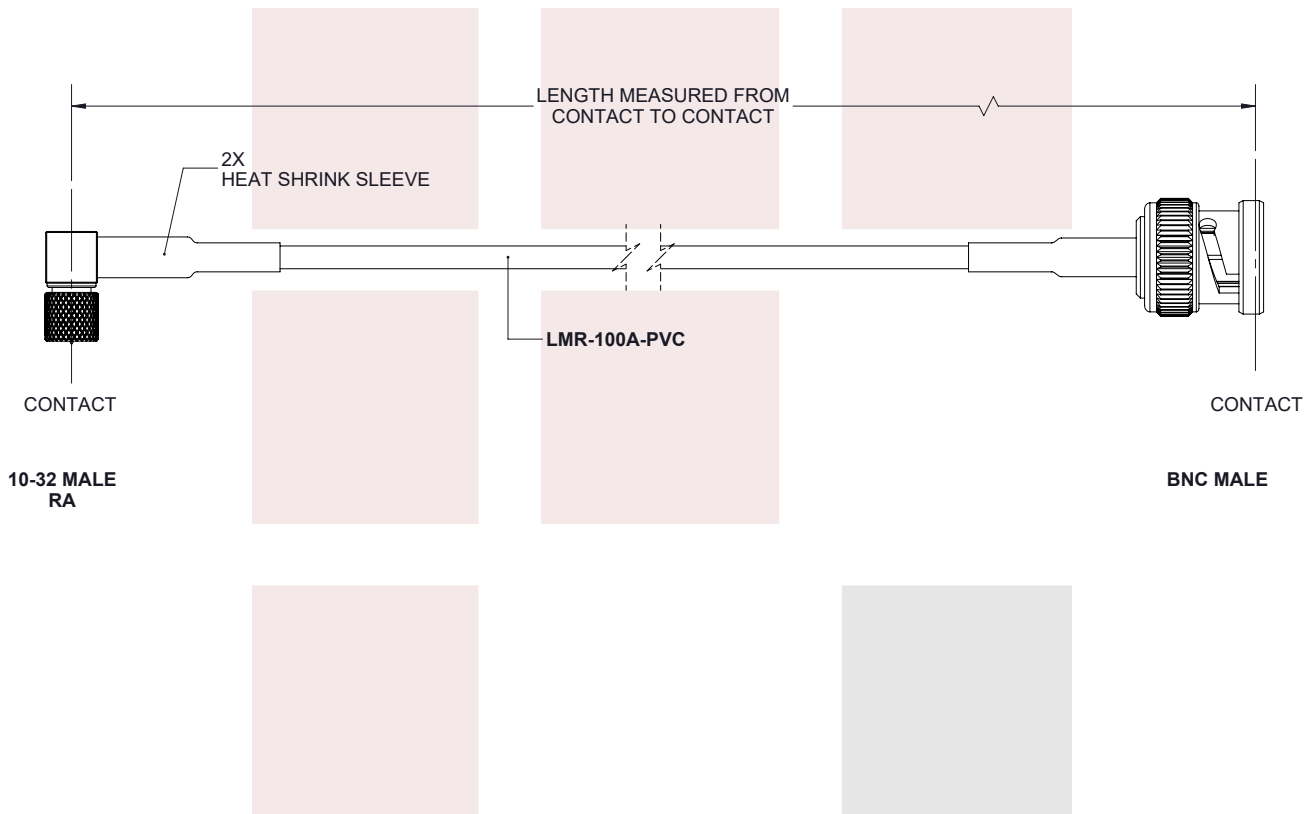 LENGTH MEASURED FROM
CONTACT TO CONTACT
2X
HEAT SHRINK SLEEVE
LMR-100A-PVC
CONTACT
CONTACT
10-32 MALE
RA
BNC MALE